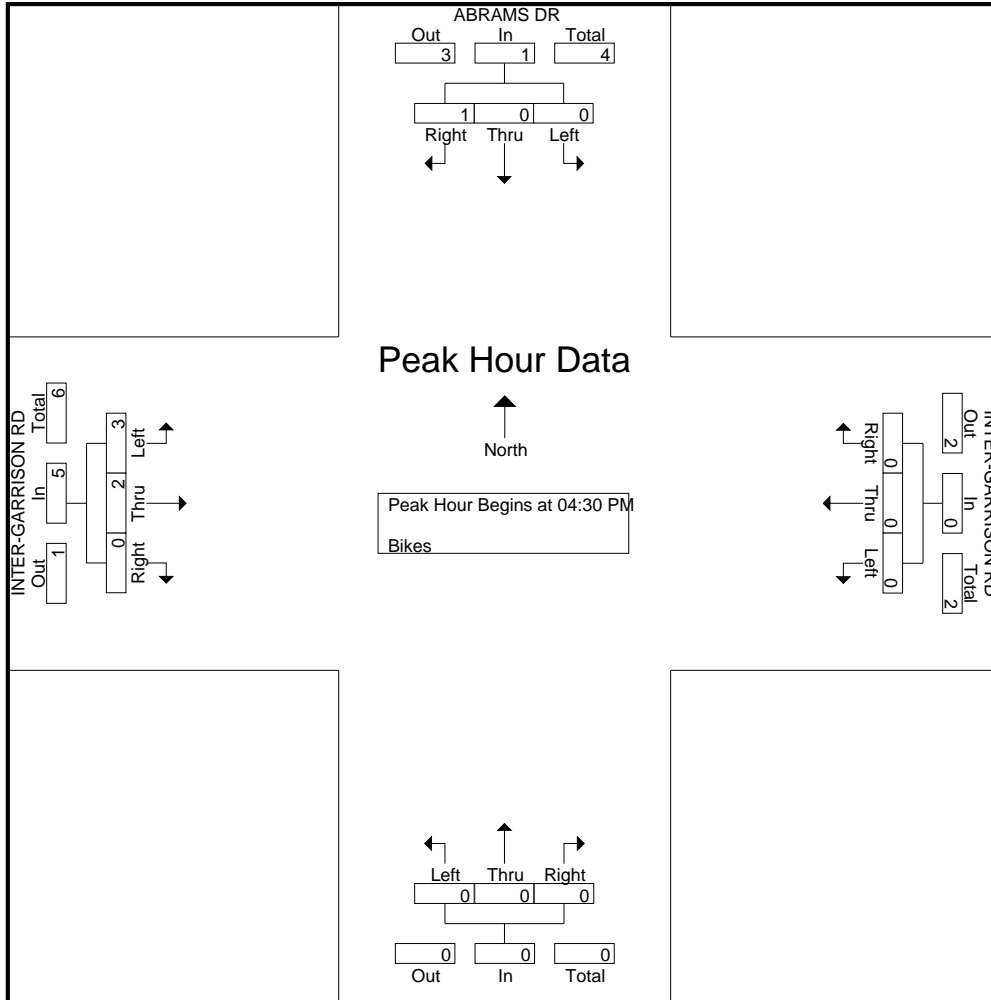 ABRAMS DR
Out In Total
3 1 4
1 0 0
Right Thru Left
Peak Hour Data
North
Peak Hour Begins at 04:30 PM
Bikes
INTER-GARRISON RD
Out In Total
1 5 6
3 2 0
Left Thru Right
INTER-GARRISON RD
Out In Total
2 0 2
0 0 0
Right Thru Left
Left Thru Right
0 0 0
0 0 0
Out In Total